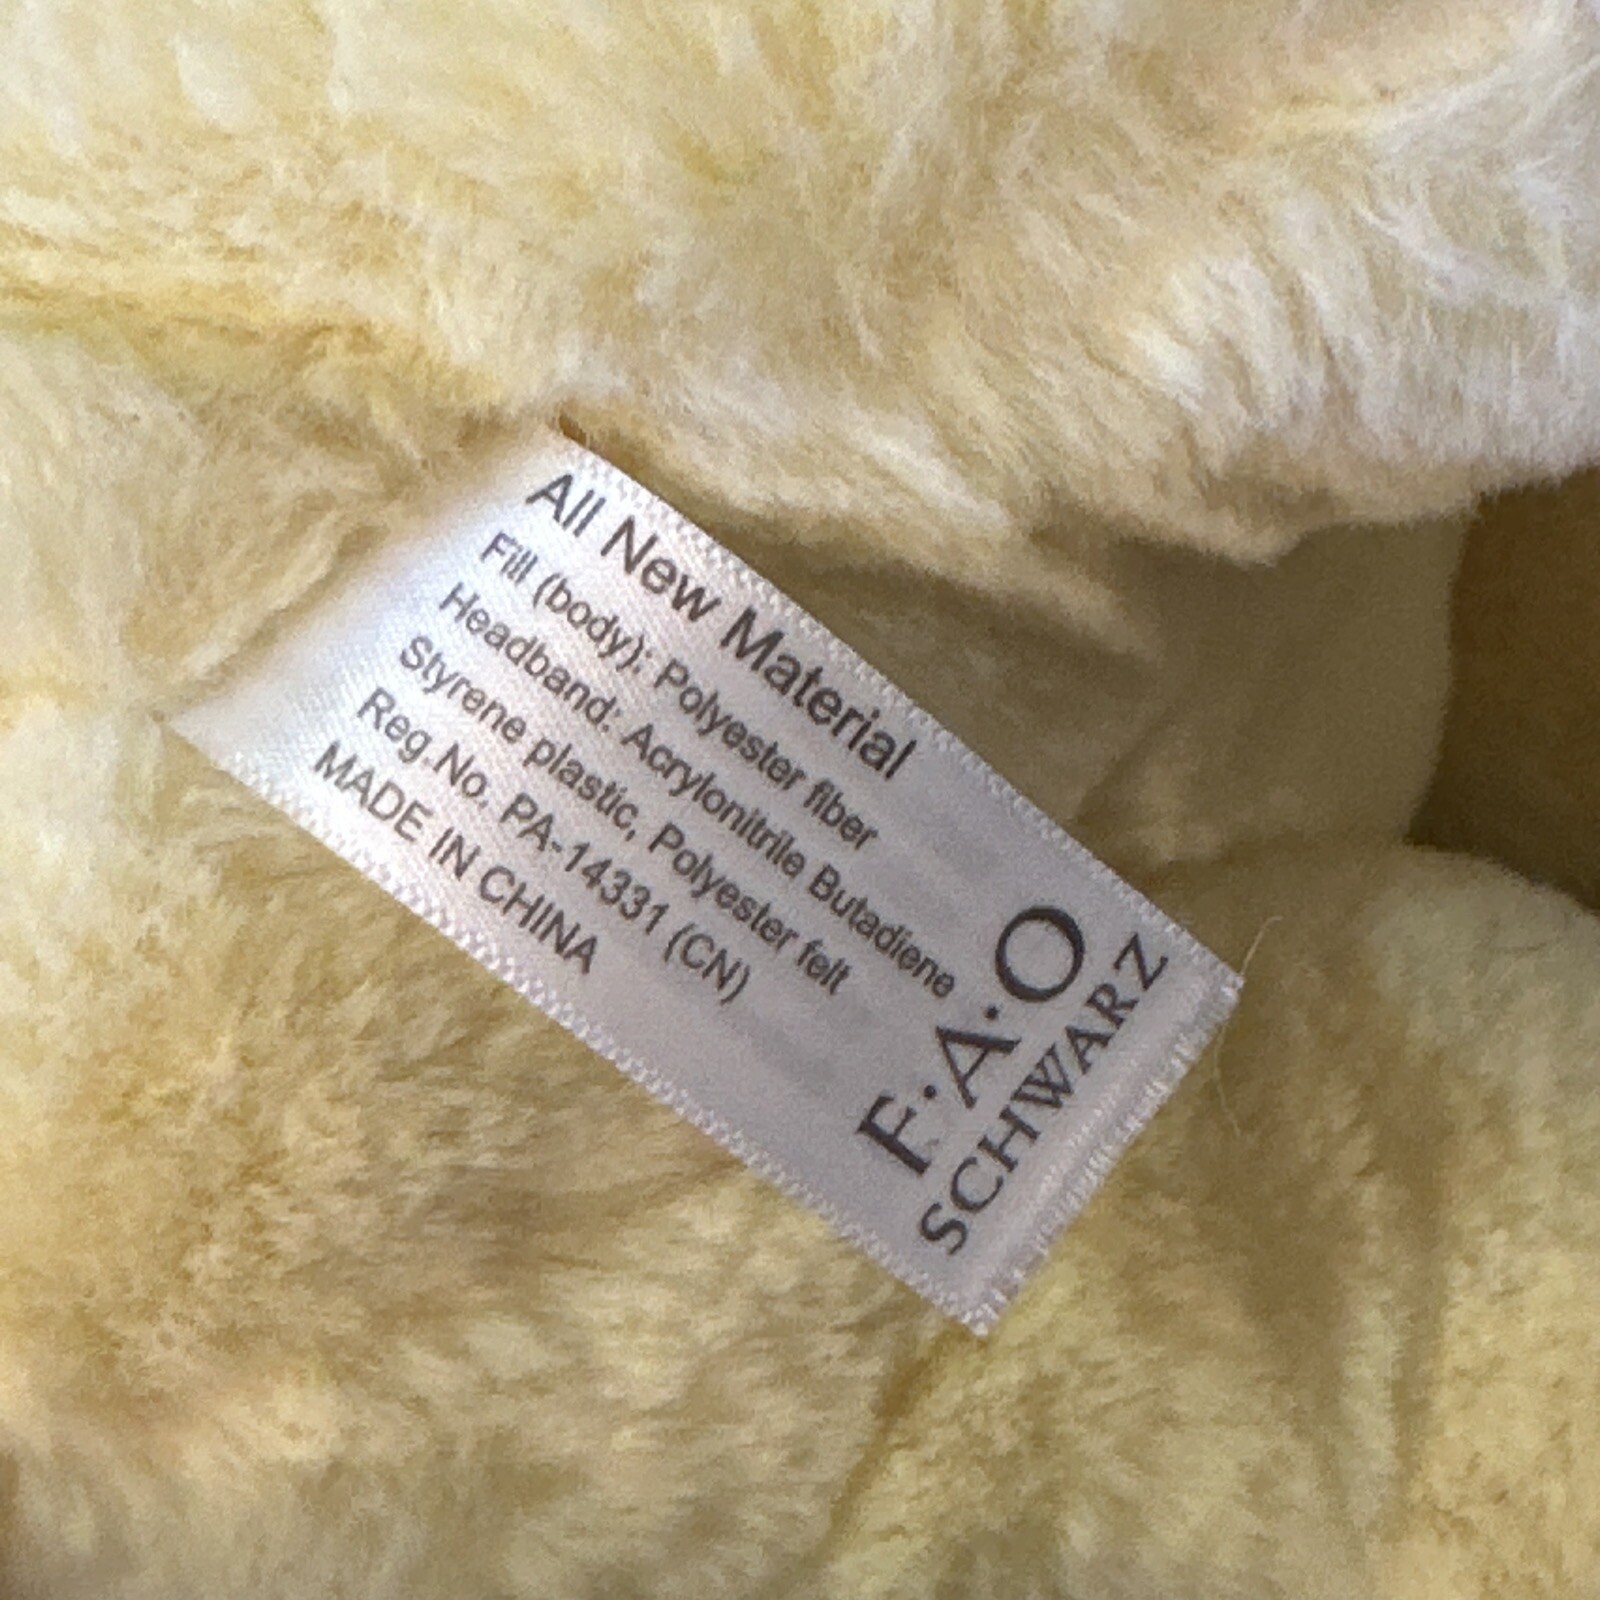 All New Material
Fill (body): Polyester fiber
Headband: Acrylonitrile Butadiene
Styrene plastic, Polyester felt
Reg.No. PA-14331 (CN)
MADE IN CHINA
F·A·O
SCHWARZ